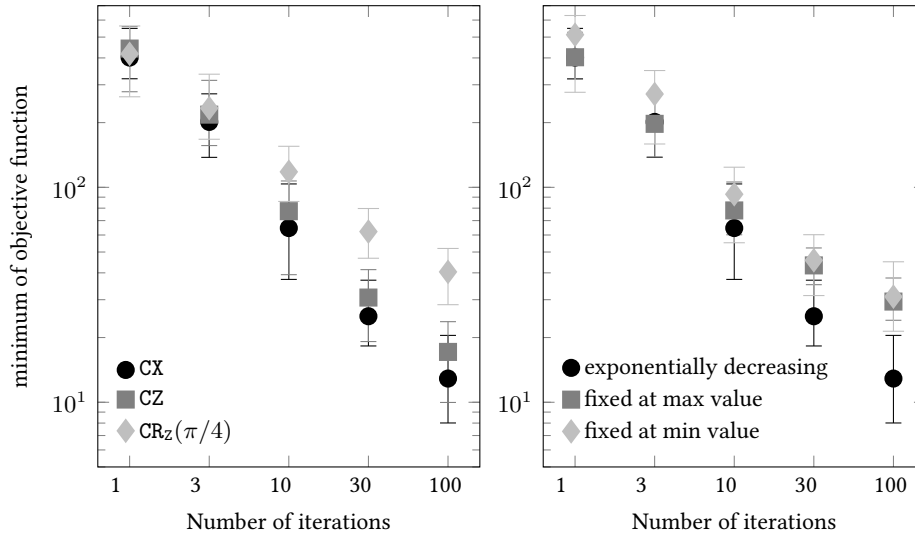 minimum of objective function
10^2
10^1
CX
CZ
CR_Z(π/4)
1 3 10 30 100
Number of iterations
10^2
10^1
exponentially decreasing
fixed at max value
fixed at min value
1 3 10 30 100
Number of iterations